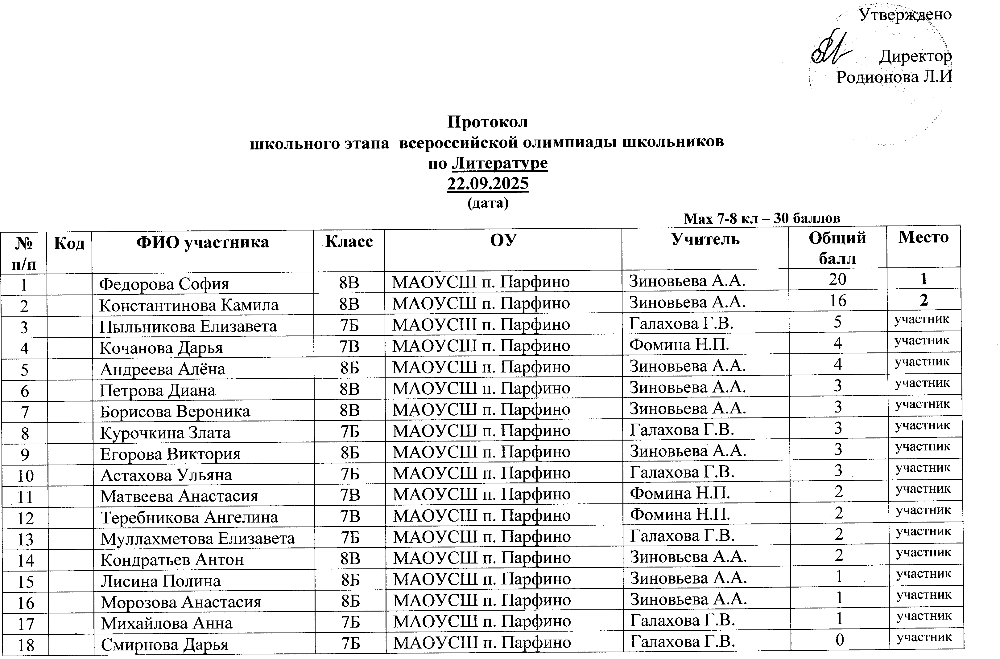 Утверждено
Директор
Родионова Л.И
Протокол
школьного этапа всероссийской олимпиады школьников
по Литературе
22.09.2025
(дата)
Мах 7-8 кл – 30 баллов
№ п/п Код ФИО участника Класс ОУ Учитель Общий балл Место
1 Федорова София 8В МАОУСШ п. Парфино Зиновьева А.А. 20 1
2 Константинова Камила 8В МАОУСШ п. Парфино Зиновьева А.А. 16 2
3 Пыльникова Елизавета 7Б МАОУСШ п. Парфино Галахова Г.В. 5 участник
4 Кочанова Дарья 7В МАОУСШ п. Парфино Фомина Н.П. 4 участник
5 Андреева Алёна 8Б МАОУСШ п. Парфино Зиновьева А.А. 4 участник
6 Петрова Диана 8В МАОУСШ п. Парфино Зиновьева А.А. 3 участник
7 Борисова Вероника 8В МАОУСШ п. Парфино Зиновьева А.А. 3 участник
8 Курочкина Злата 7Б МАОУСШ п. Парфино Галахова Г.В. 3 участник
9 Егорова Виктория 8Б МАОУСШ п. Парфино Зиновьева А.А. 3 участник
10 Астахова Ульяна 7Б МАОУСШ п. Парфино Галахова Г.В. 3 участник
11 Матвеева Анастасия 7В МАОУСШ п. Парфино Фомина Н.П. 2 участник
12 Теребникова Ангелина 7В МАОУСШ п. Парфино Фомина Н.П. 2 участник
13 Муллахметова Елизавета 7Б МАОУСШ п. Парфино Галахова Г.В. 2 участник
14 Кондратьев Антон 8В МАОУСШ п. Парфино Зиновьева А.А. 2 участник
15 Лисина Полина 8Б МАОУСШ п. Парфино Зиновьева А.А. 1 участник
16 Морозова Анастасия 8Б МАОУСШ п. Парфино Зиновьева А.А. 1 участник
17 Михайлова Анна 7Б МАОУСШ п. Парфино Галахова Г.В. 1 участник
18 Смирнова Дарья 7Б МАОУСШ п. Парфино Галахова Г.В. 0 участник